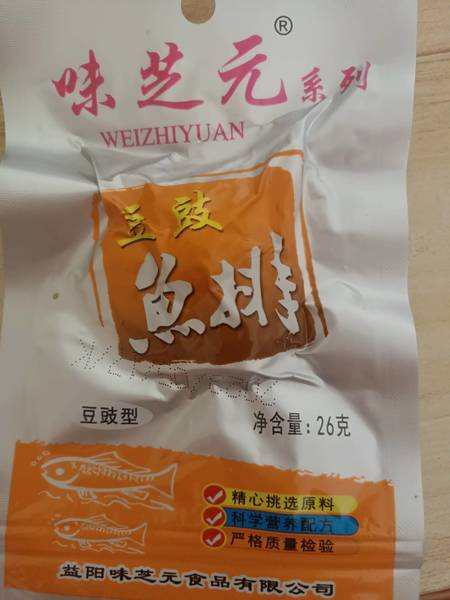 ®
味芝元系列
WEIZHIYUAN
豆豉
魚排
豆豉型
净含量:26克
精心挑选原料
科学营养配方
严格质量检验
益阳味芝元食品有限公司